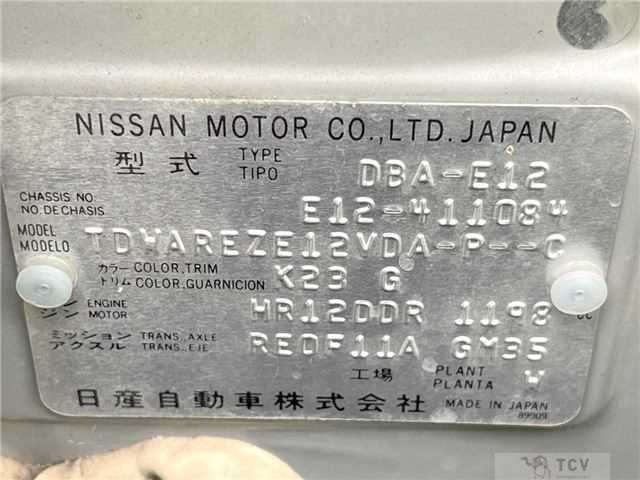 NISSAN MOTOR CO.,LTD. JAPAN
型式 TYPE TIPO DBA-E12
CHASSIS NO. NO. DE CHASIS E12-411084
MODEL MODELO TDWAREZE12VDA-P--C
カラー COLOR, TRIM トリム COLOR, GUARNICION K23 G
ENGINE ジン MOTOR HR12DDR 1198 cc
ミッション TRANS., AXLE アクスル TRANS., EJE RE0F11A GM35
工場 PLANT PLANTA W
日産自動車株式会社 MADE IN JAPAN
89909
TCV